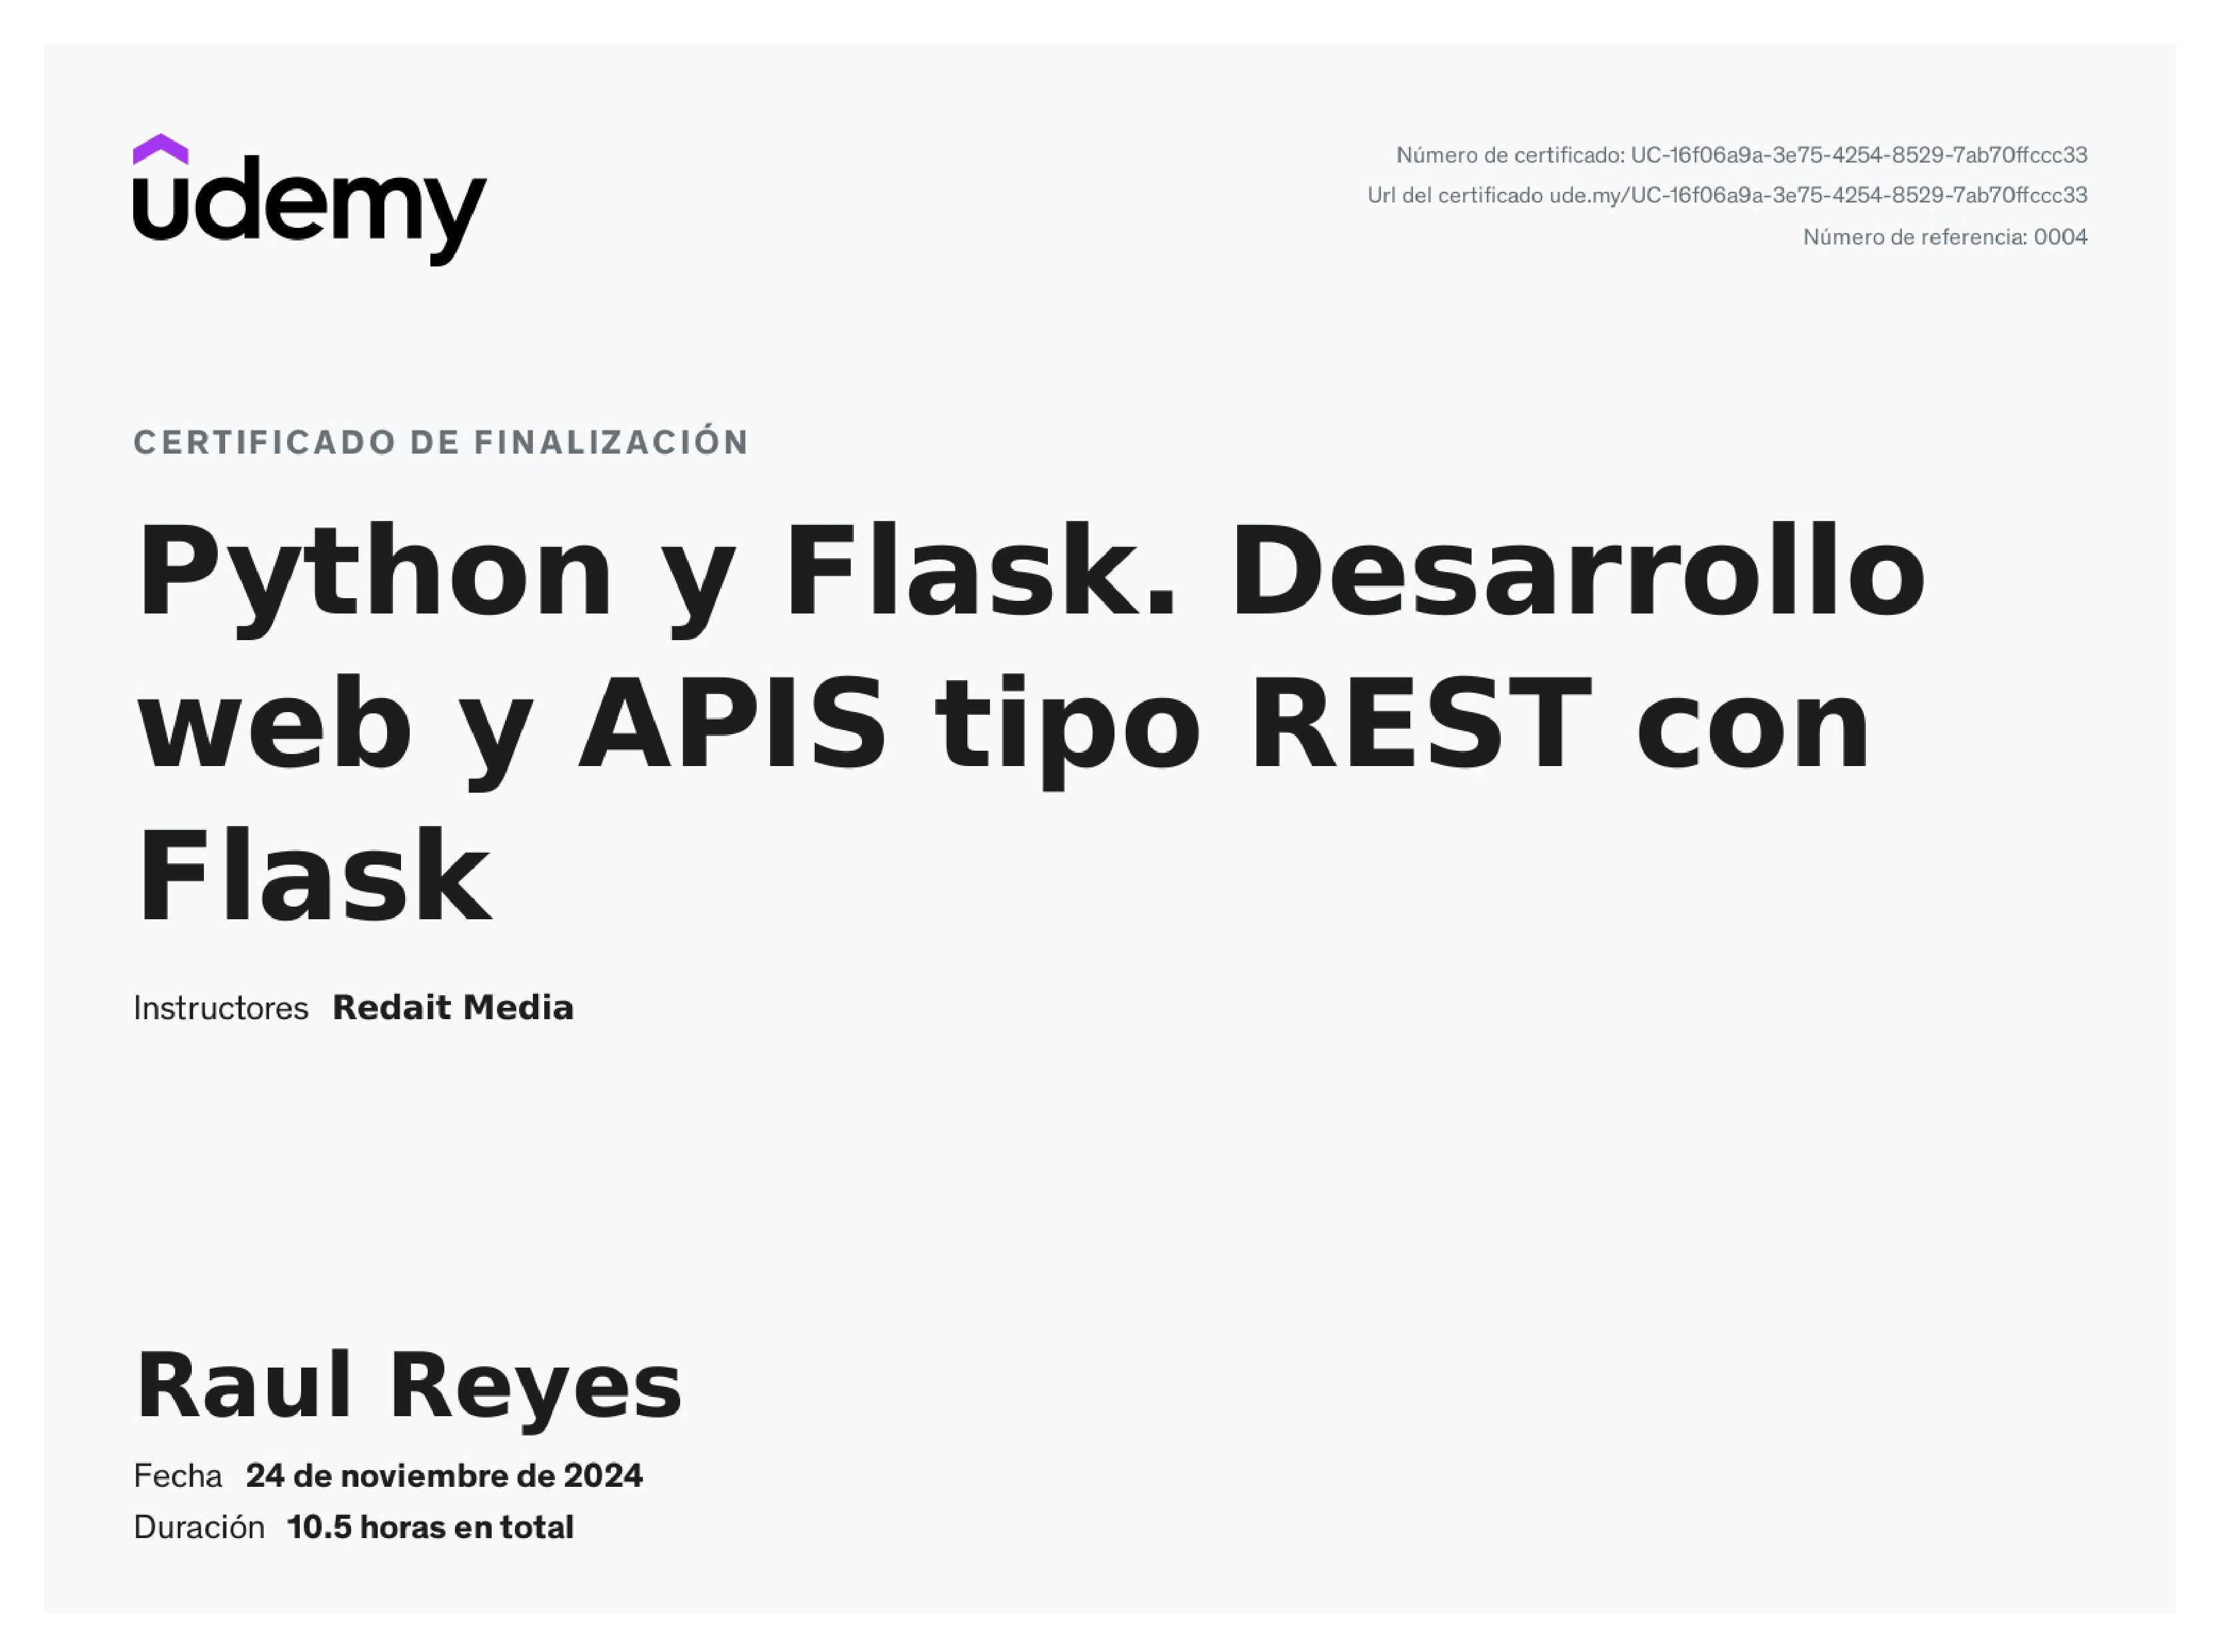 udemy
Número de certificado: UC-16f06a9a-3e75-4254-8529-7ab70ffccc33
Url del certificado ude.my/UC-16f06a9a-3e75-4254-8529-7ab70ffccc33
Número de referencia: 0004
CERTIFICADO DE FINALIZACIÓN
Python y Flask. Desarrollo
web y APIS tipo REST con
Flask
Instructores Redait Media
Raul Reyes
Fecha 24 de noviembre de 2024
Duración 10.5 horas en total